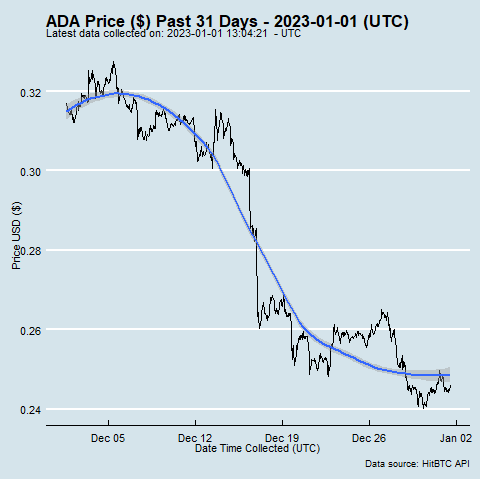 ADA Price ($) Past 31 Days - 2023-01-01 (UTC)
Latest data collected on: 2023-01-01 13:04:21 - UTC
Price USD ($)
0.32
0.30
0.28
0.26
0.24
Dec 05 Dec 12 Dec 19 Dec 26 Jan 02
Date Time Collected (UTC)
Data source: HitBTC API